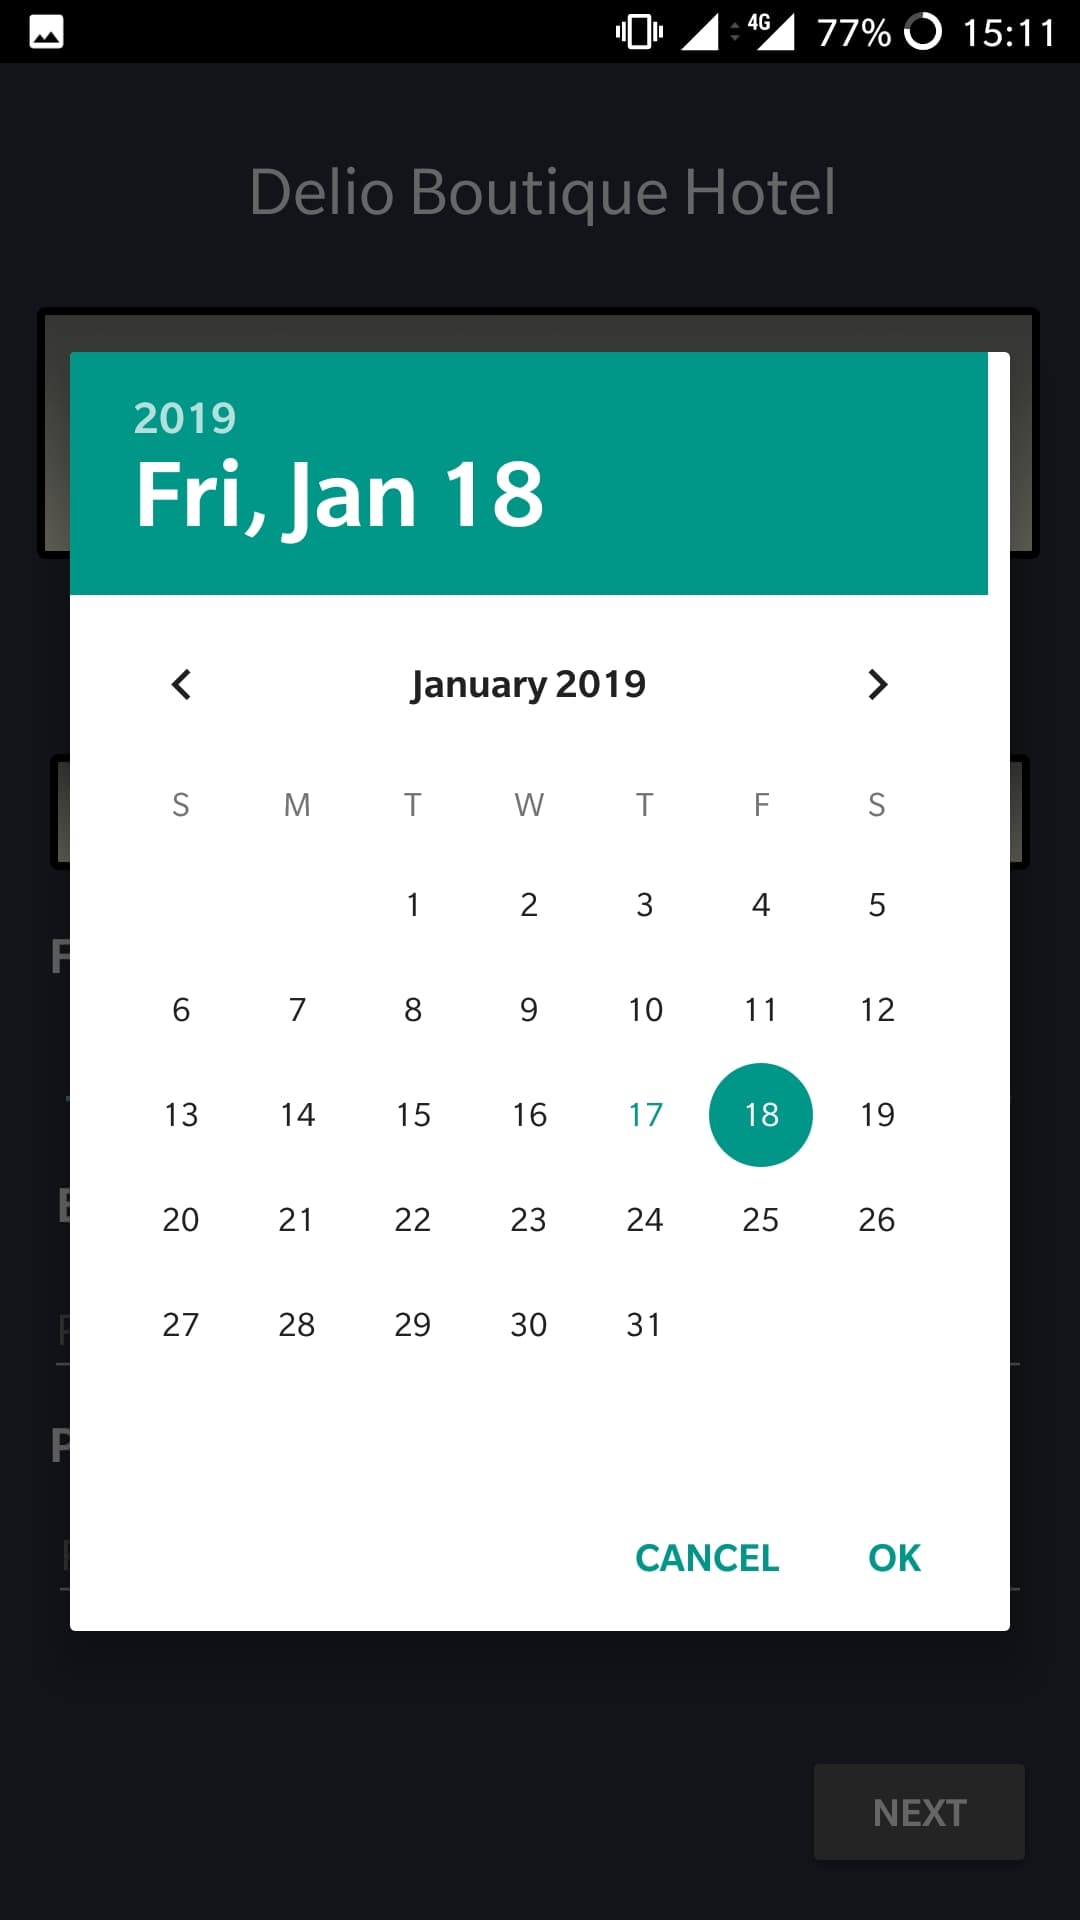 4G 77% 15:11
Delio Boutique Hotel
2019
Fri, Jan 18
January 2019
S M T W T F S
1 2 3 4 5
6 7 8 9 10 11 12
13 14 15 16 17 18 19
20 21 22 23 24 25 26
27 28 29 30 31
CANCEL OK
NEXT